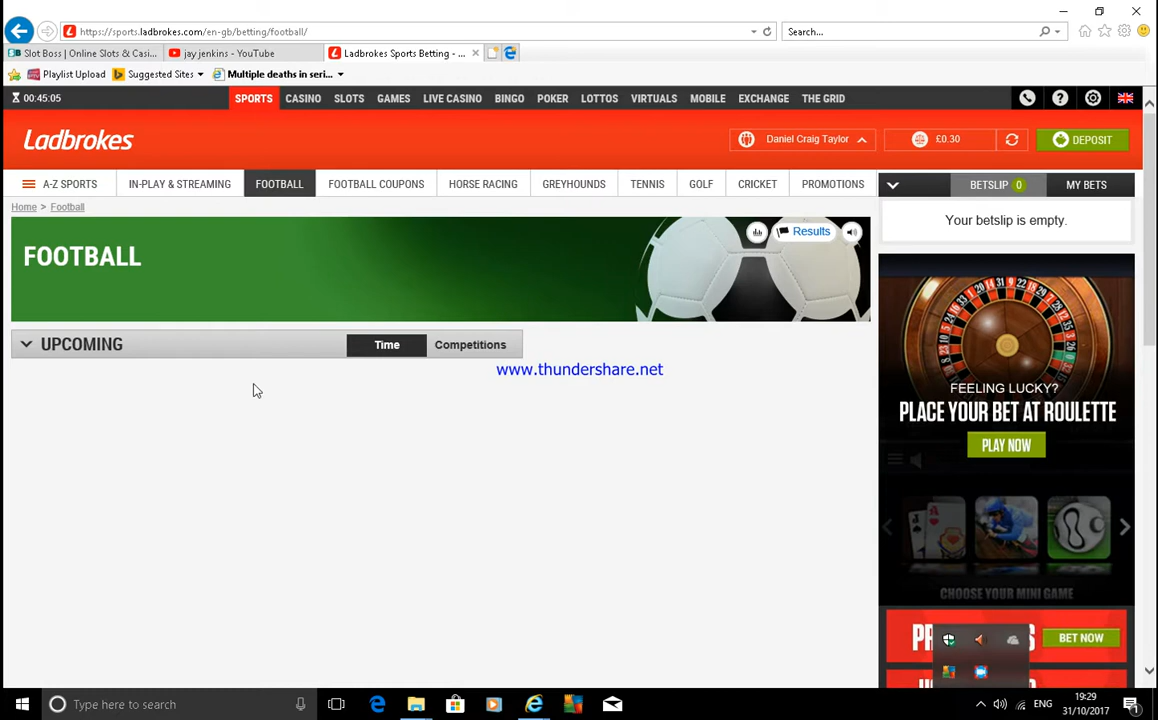 https://sports.ladbrokes.com/en-gb/betting/football/
Search...
Slot Boss | Online Slots & Casi...
jay jenkins - YouTube
Ladbrokes Sports Betting - ...
Playlist Upload
Suggested Sites
Multiple deaths in seri...
00:45:05
SPORTS CASINO SLOTS GAMES LIVE CASINO BINGO POKER LOTTOS VIRTUALS MOBILE EXCHANGE THE GRID
Ladbrokes
Daniel Craig Taylor
£0.30
DEPOSIT
A-Z SPORTS IN-PLAY & STREAMING FOOTBALL FOOTBALL COUPONS HORSE RACING GREYHOUNDS TENNIS GOLF CRICKET PROMOTIONS
BETSLIP 0
MY BETS
Home > Football
Your betslip is empty.
Results
FOOTBALL
UPCOMING
Time
Competitions
www.thundershare.net
FEELING LUCKY?
PLACE YOUR BET AT ROULETTE
PLAY NOW
CHOOSE YOUR MINI GAME
BET NOW
Type here to search
ENG
19:29
31/10/2017